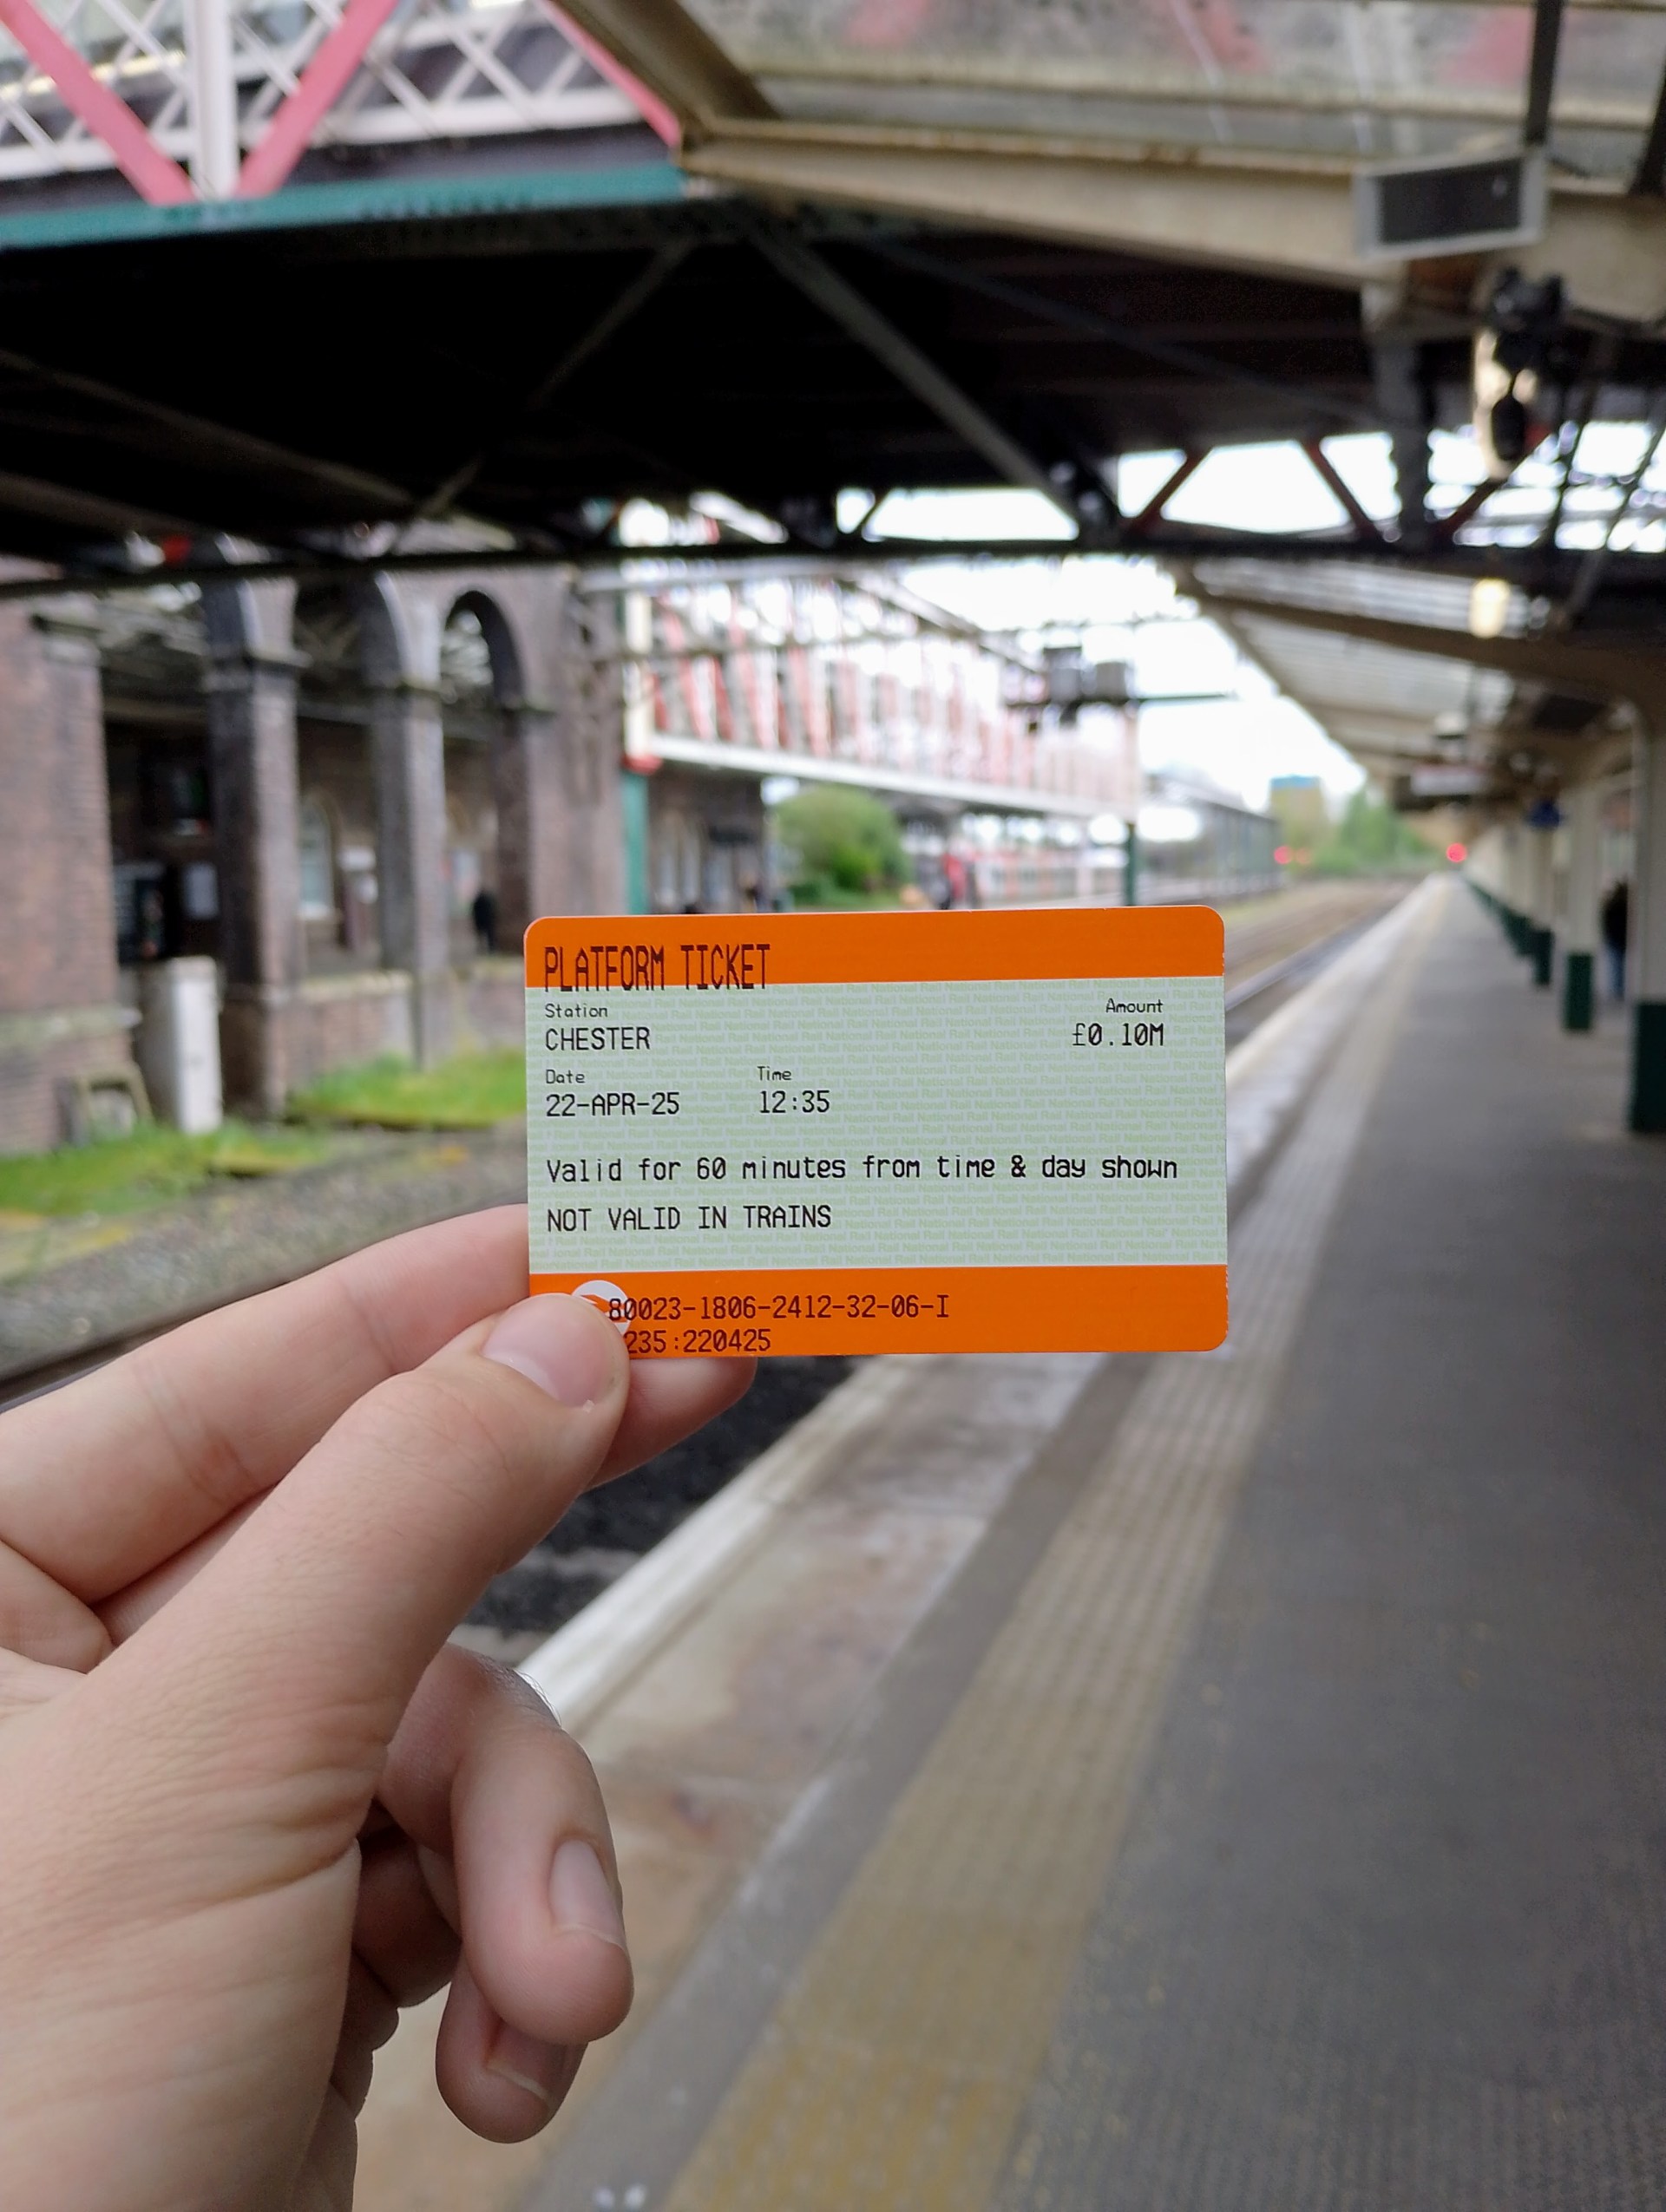 PLATFORM TICKET
Station Amount
CHESTER £0.10M
Date Time
22-APR-25 12:35
Valid for 60 minutes from time & day shown
NOT VALID IN TRAINS
80023-1806-2412-32-06-I
235:220425